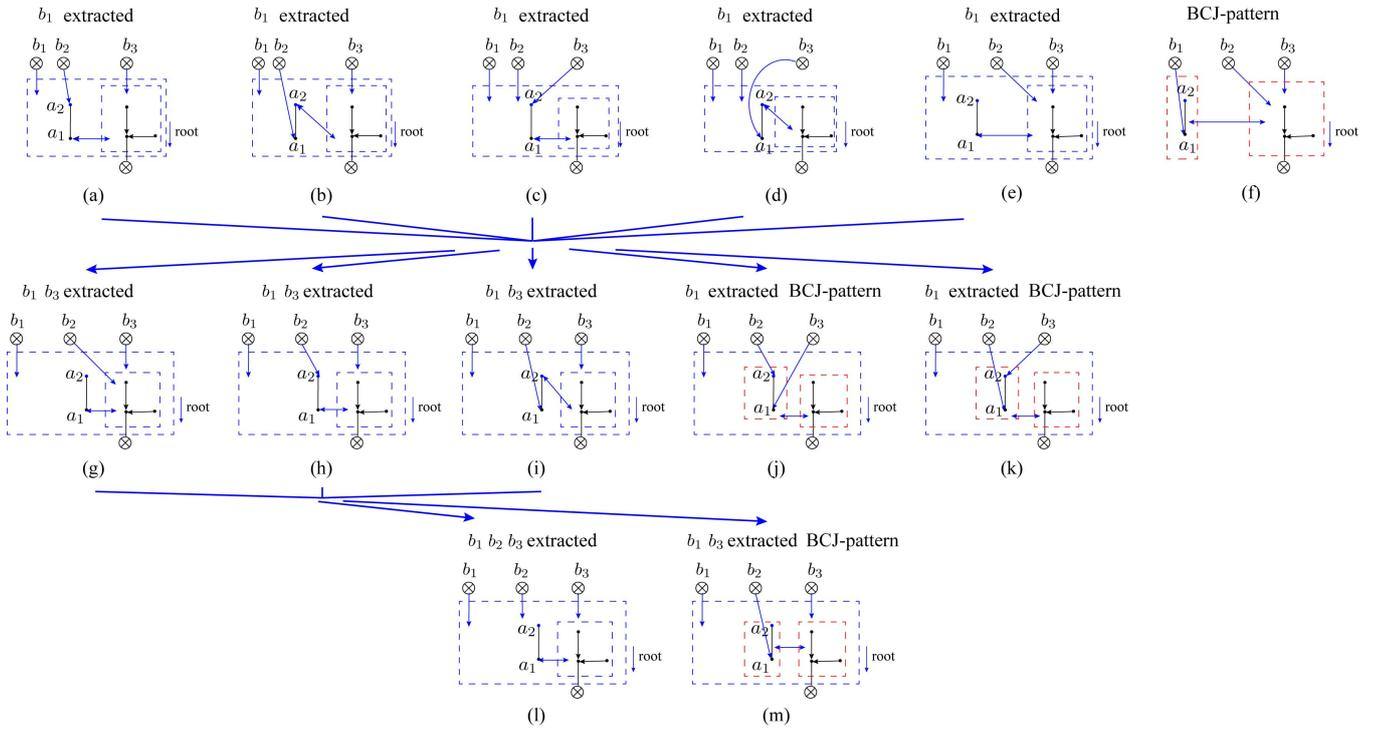 b₁ extracted
b₁ extracted
b₁ extracted
b₁ extracted
b₁ extracted
BCJ-pattern
b₁ b₂ b₃
b₁ b₂ b₃
b₁ b₂ b₃
b₁ b₂ b₃
b₁ b₂ b₃
b₁ b₂ b₃
a₂ a₁ root
a₂ a₁ root
a₂ a₁ root
a₂ a₁ root
a₂ a₁ root
a₂ a₁ root
(a) (b) (c) (d) (e) (f)
b₁ b₃ extracted
b₁ b₃ extracted
b₁ b₃ extracted
b₁ extracted BCJ-pattern
b₁ extracted BCJ-pattern
b₁ b₂ b₃
b₁ b₂ b₃
b₁ b₂ b₃
b₁ b₂ b₃
b₁ b₂ b₃
a₂ a₁ root
a₂ a₁ root
a₂ a₁ root
a₂ a₁ root
a₂ a₁ root
(g) (h) (i) (j) (k)
b₁ b₂ b₃ extracted
b₁ b₃ extracted BCJ-pattern
b₁ b₂ b₃
b₁ b₂ b₃
a₂ a₁ root
a₂ a₁ root
(l) (m)